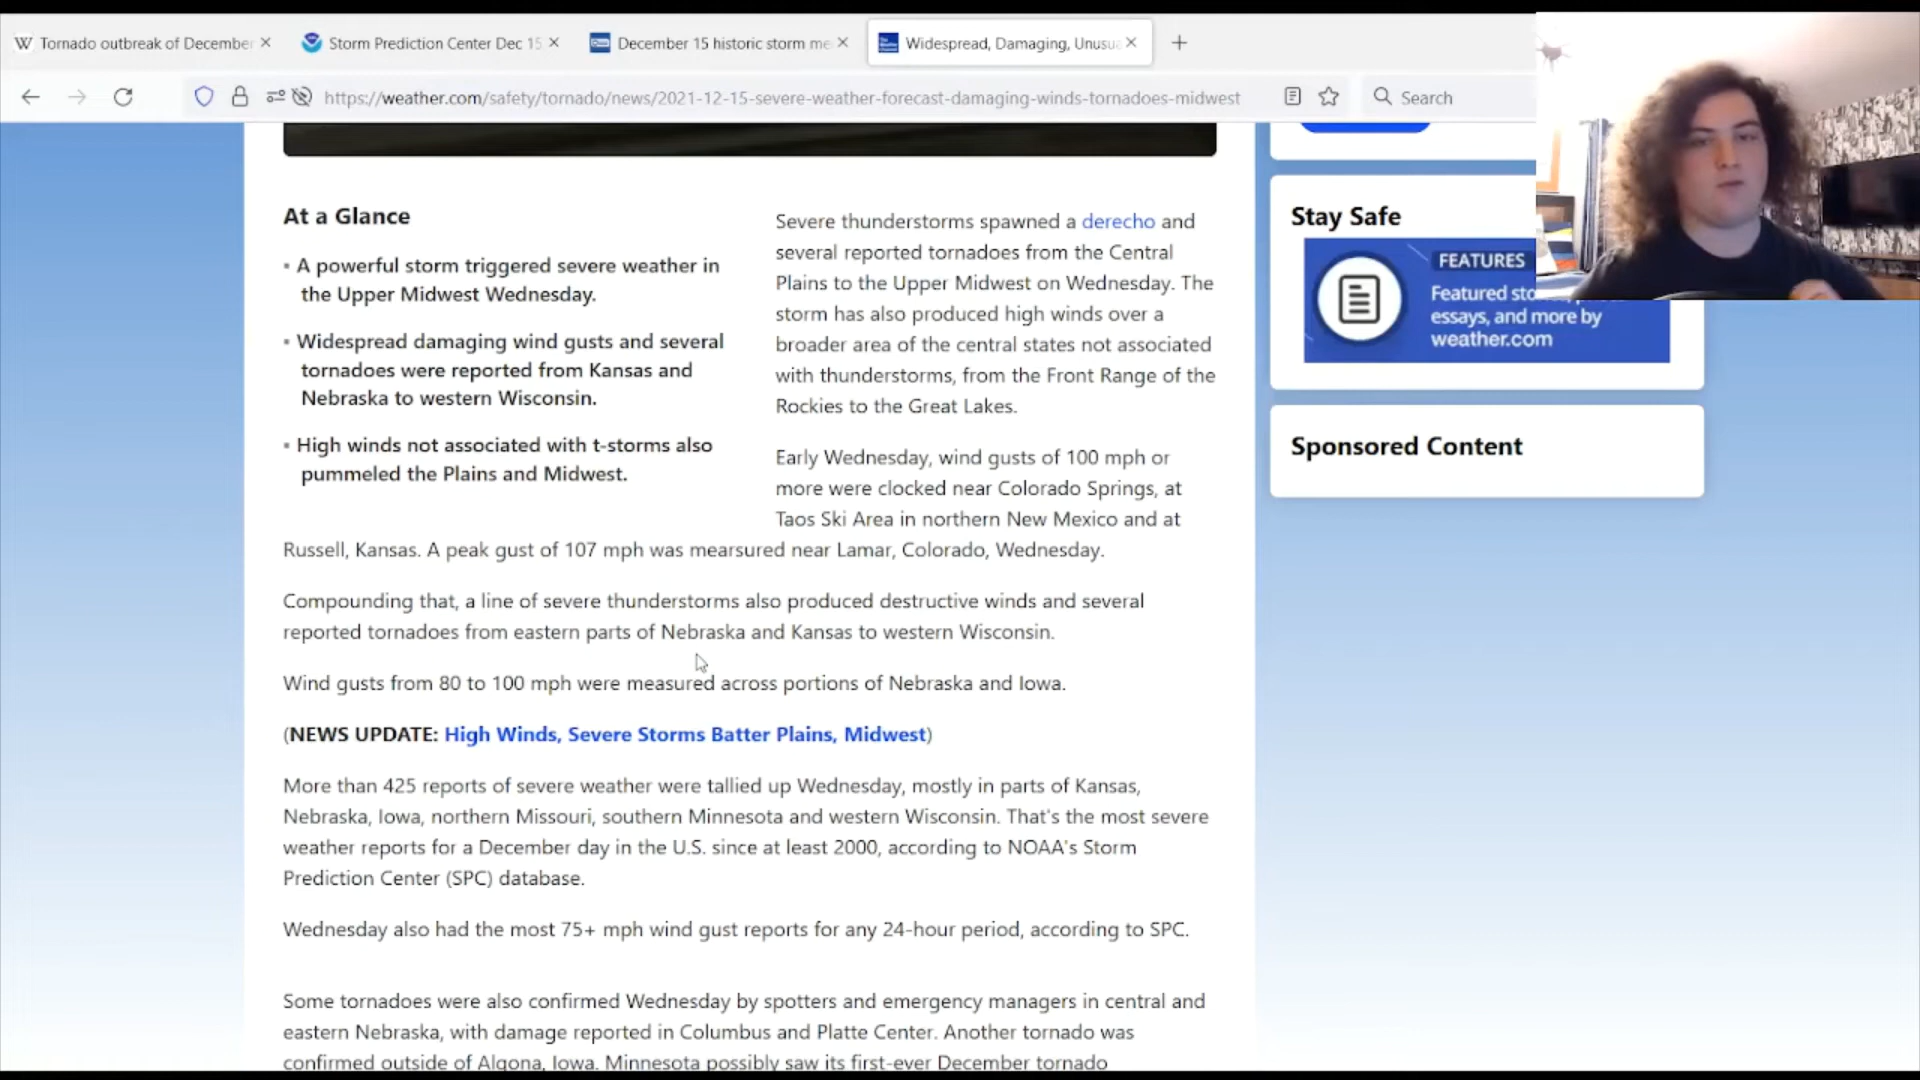 Tornado outbreak of December
Storm Prediction Center Dec 15
December 15 historic storm me
Widespread, Damaging, Unusua
https://weather.com/safety/tornado/news/2021-12-15-severe-weather-forecast-damaging-winds-tornadoes-midwest
Search
At a Glance
▪ A powerful storm triggered severe weather in
the Upper Midwest Wednesday.
▪ Widespread damaging wind gusts and several
tornadoes were reported from Kansas and
Nebraska to western Wisconsin.
▪ High winds not associated with t-storms also
pummeled the Plains and Midwest.
Severe thunderstorms spawned a derecho and
several reported tornadoes from the Central
Plains to the Upper Midwest on Wednesday. The
storm has also produced high winds over a
broader area of the central states not associated
with thunderstorms, from the Front Range of the
Rockies to the Great Lakes.
Early Wednesday, wind gusts of 100 mph or
more were clocked near Colorado Springs, at
Taos Ski Area in northern New Mexico and at
Russell, Kansas. A peak gust of 107 mph was mearsured near Lamar, Colorado, Wednesday.
Compounding that, a line of severe thunderstorms also produced destructive winds and several
reported tornadoes from eastern parts of Nebraska and Kansas to western Wisconsin.
Wind gusts from 80 to 100 mph were measured across portions of Nebraska and Iowa.
(NEWS UPDATE: High Winds, Severe Storms Batter Plains, Midwest)
More than 425 reports of severe weather were tallied up Wednesday, mostly in parts of Kansas,
Nebraska, Iowa, northern Missouri, southern Minnesota and western Wisconsin. That's the most severe
weather reports for a December day in the U.S. since at least 2000, according to NOAA's Storm
Prediction Center (SPC) database.
Wednesday also had the most 75+ mph wind gust reports for any 24-hour period, according to SPC.
Some tornadoes were also confirmed Wednesday by spotters and emergency managers in central and
eastern Nebraska, with damage reported in Columbus and Platte Center. Another tornado was
confirmed outside of Algona, Iowa. Minnesota possibly saw its first-ever December tornado
Stay Safe
FEATURES
Featured
essays, and more by
weather.com
Sponsored Content